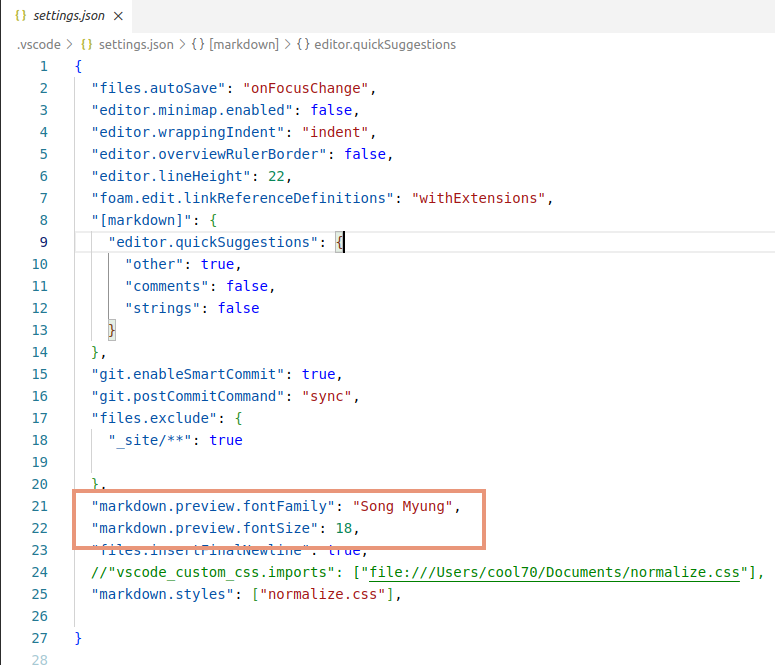 {} settings.json ×
.vscode > {} settings.json > {} [markdown] > {} editor.quickSuggestions
1 {
2 "files.autoSave": "onFocusChange",
3 "editor.minimap.enabled": false,
4 "editor.wrappingIndent": "indent",
5 "editor.overviewRulerBorder": false,
6 "editor.lineHeight": 22,
7 "foam.edit.linkReferenceDefinitions": "withExtensions",
8 "[markdown]": {
9 "editor.quickSuggestions": {
10 "other": true,
11 "comments": false,
12 "strings": false
13 }
14 },
15 "git.enableSmartCommit": true,
16 "git.postCommitCommand": "sync",
17 "files.exclude": {
18 "_site/**": true
19
20 },
21 "markdown.preview.fontFamily": "Song Myung",
22 "markdown.preview.fontSize": 18,
23 "files.insertFinalNewline": true,
24 //"vscode_custom_css.imports": ["file:///Users/cool70/Documents/normalize.css"],
25 "markdown.styles": ["normalize.css"],
26
27 }
28